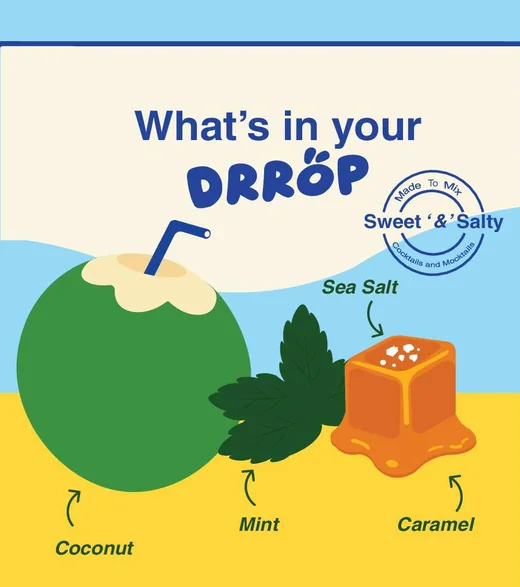 What's in your
DRRÖP
Made To Mix
Sweet '&' Salty
Cocktails and Mocktails
Sea Salt
Mint
Caramel
Coconut